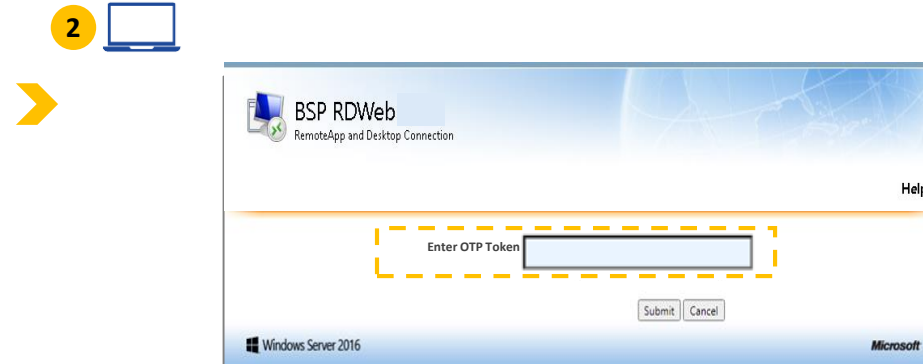 2
BSP RDWeb
RemoteApp and Desktop Connection
Help
Enter OTP Token
Submit Cancel
Windows Server 2016
Microsoft